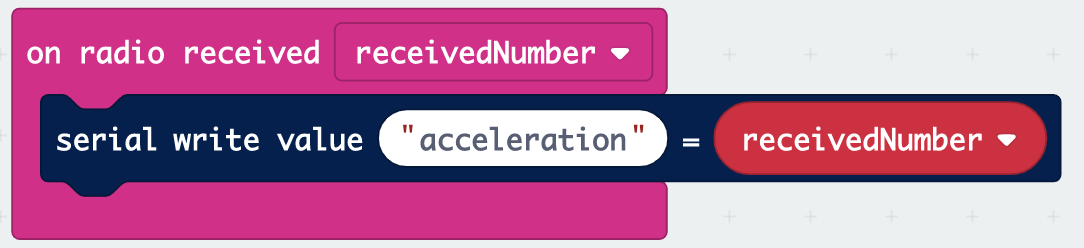 on radio received receivedNumber
serial write value "acceleration" = receivedNumber